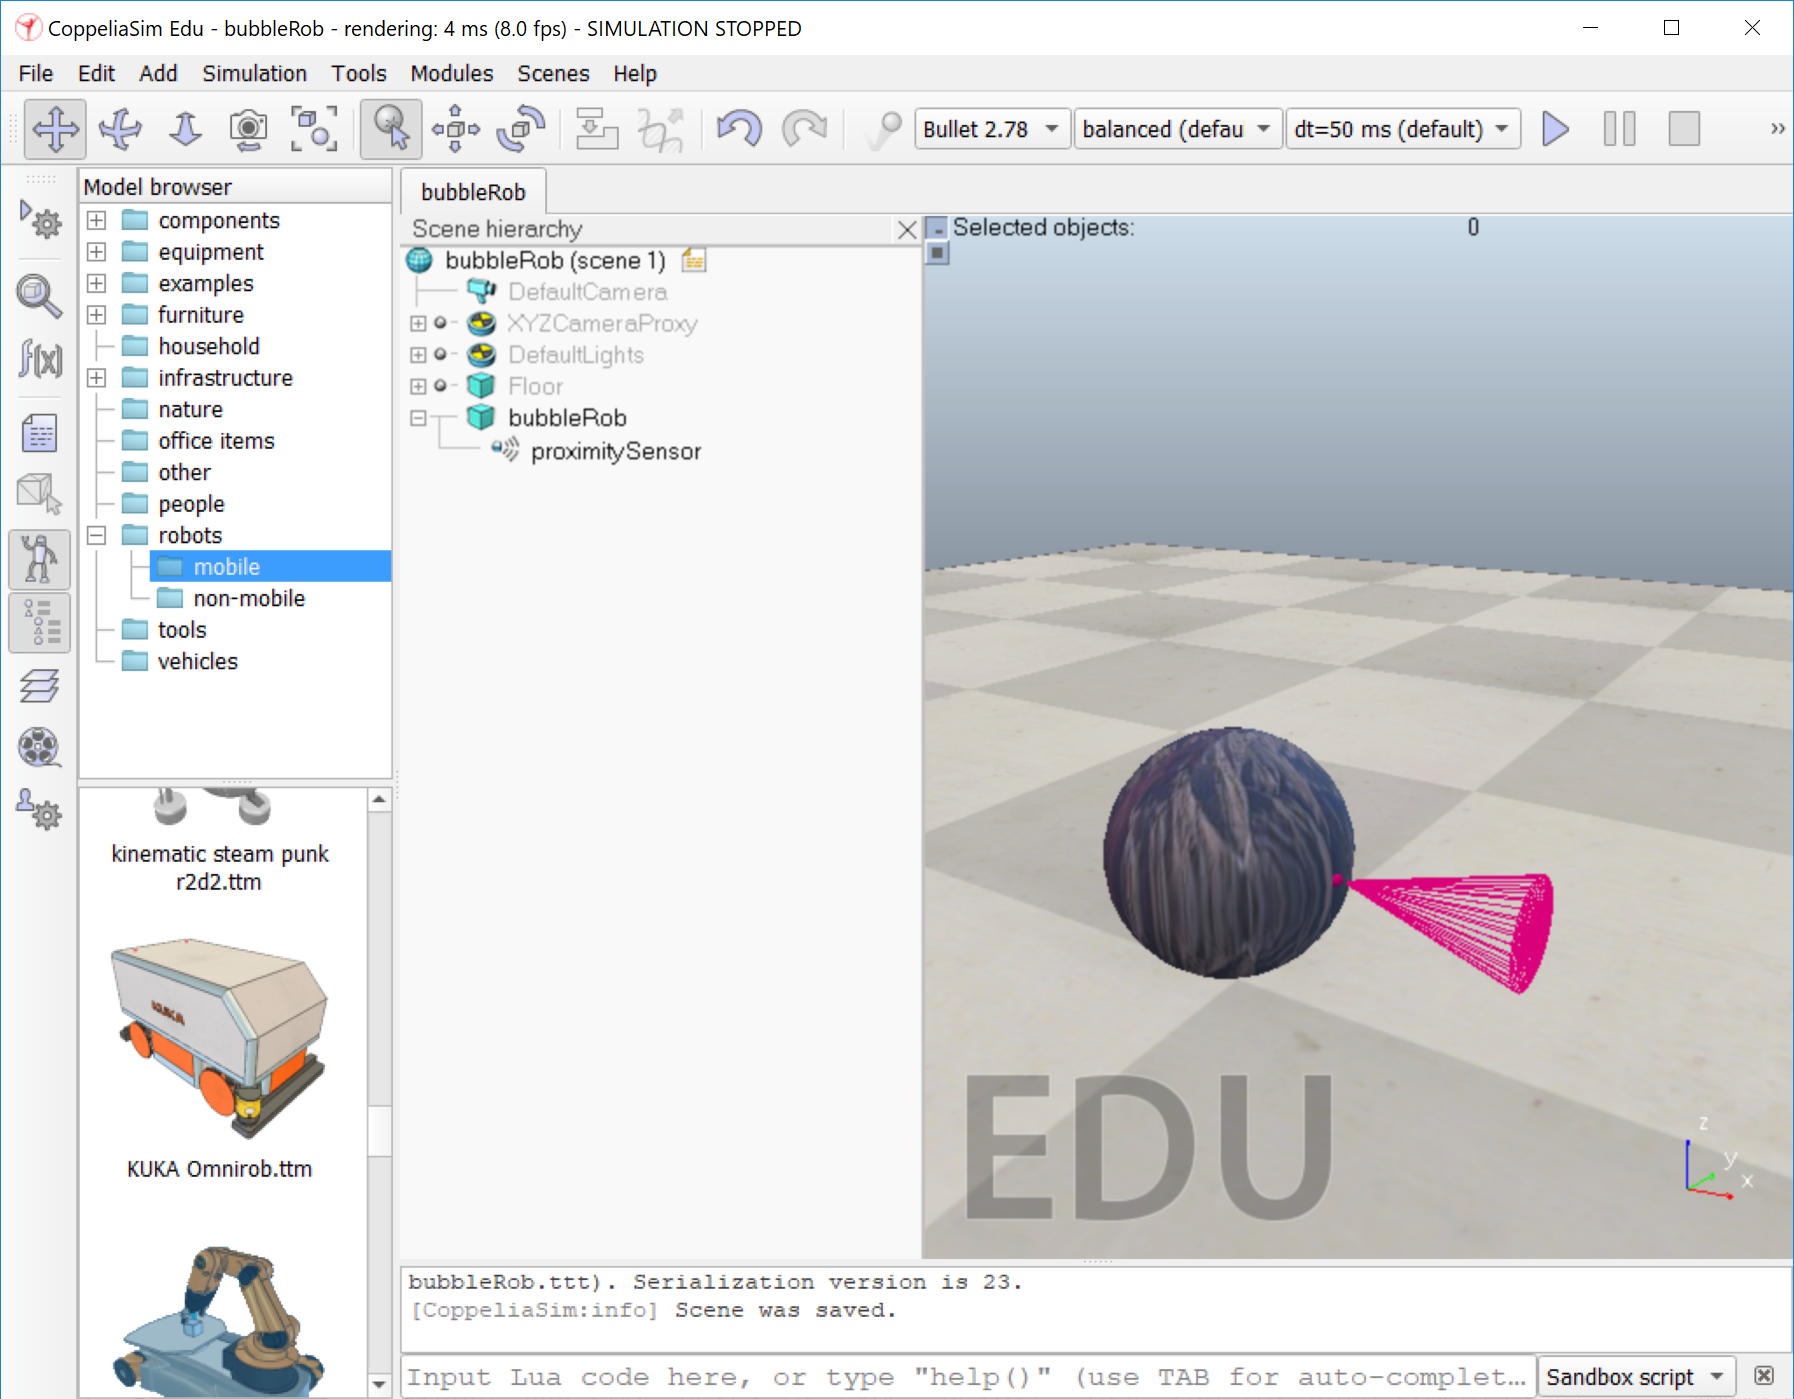 CoppeliaSim Edu - bubbleRob - rendering: 4 ms (8.0 fps) - SIMULATION STOPPED
File Edit Add Simulation Tools Modules Scenes Help
Bullet 2.78 balanced (defau dt=50 ms (default) »
Model browser
components
equipment
examples
furniture
household
infrastructure
nature
office items
other
people
robots
mobile
non-mobile
tools
vehicles
kinematic steam punk
r2d2.ttm
KUKA
KUKA Omnirob.ttm
bubbleRob
Scene hierarchy
bubbleRob (scene 1)
DefaultCamera
XYZCameraProxy
DefaultLights
Floor
bubbleRob
proximitySensor
Selected objects: 0
EDU
z
y
x
bubbleRob.ttt). Serialization version is 23.
[CoppeliaSim:info] Scene was saved.
Input Lua code here, or type "help()" (use TAB for auto-complet...
Sandbox script
f(x)